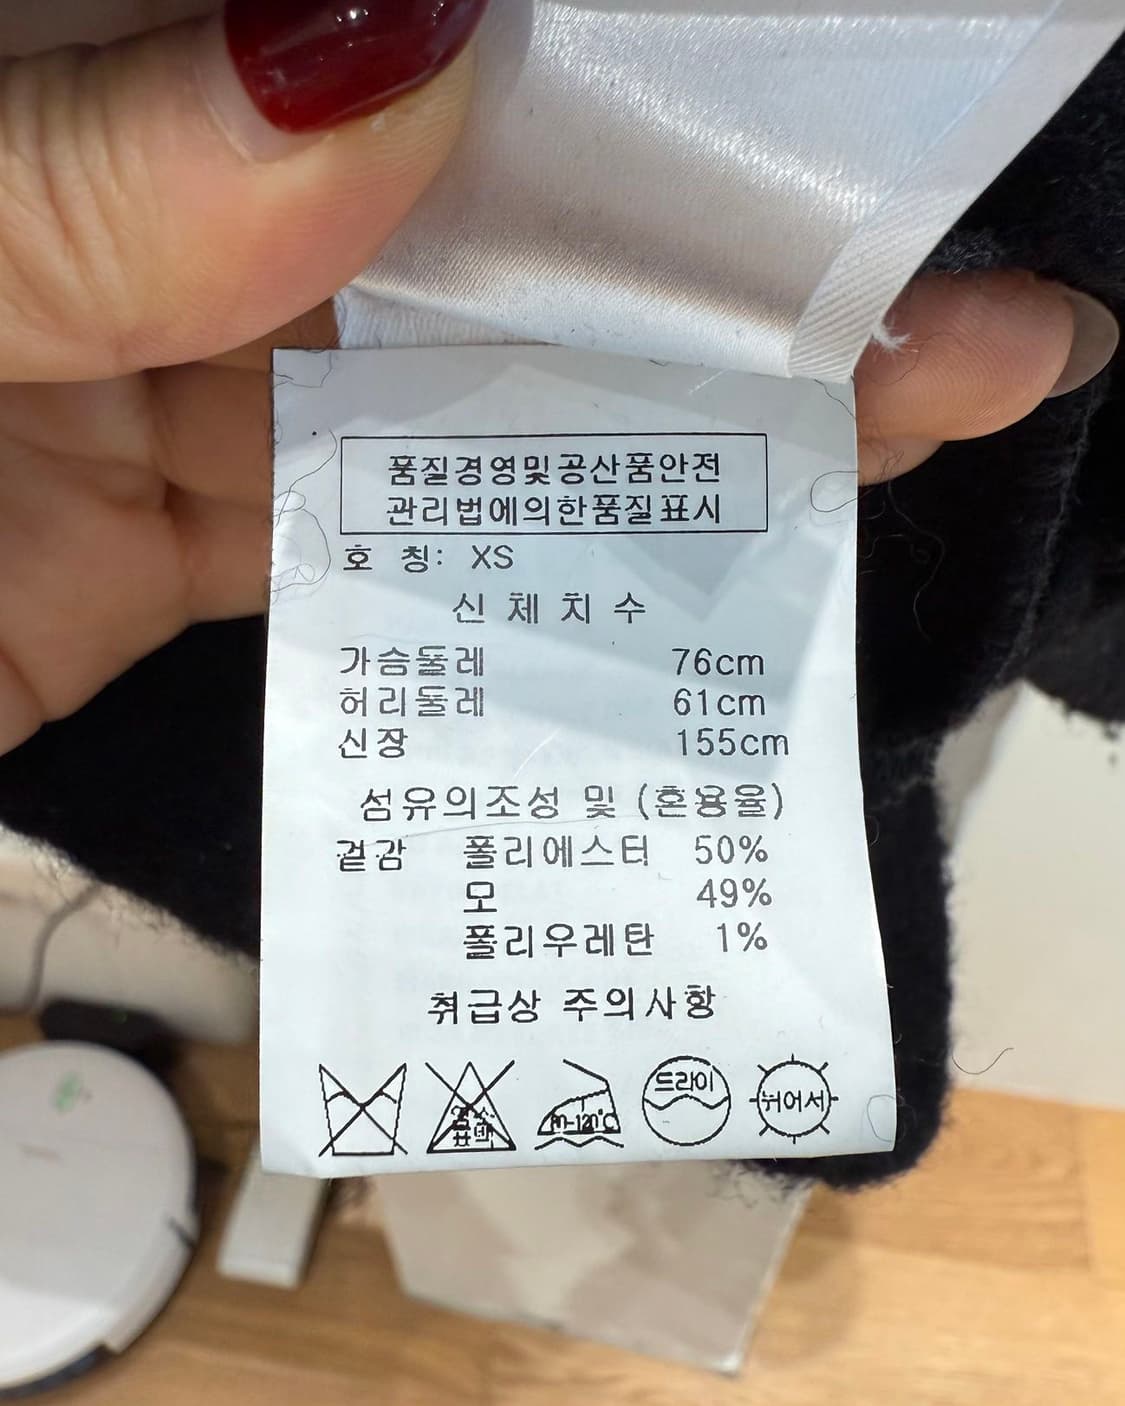 품질경영및공산품안전
관리법에의한품질표시
호 칭: XS
신 체 치 수
가슴둘레 76cm
허리둘레 61cm
신장 155cm
섬유의조성 및 (혼용율)
겉감 폴리에스터 50%
모 49%
폴리우레탄 1%
취급상 주의사항
드라이
뉘어서